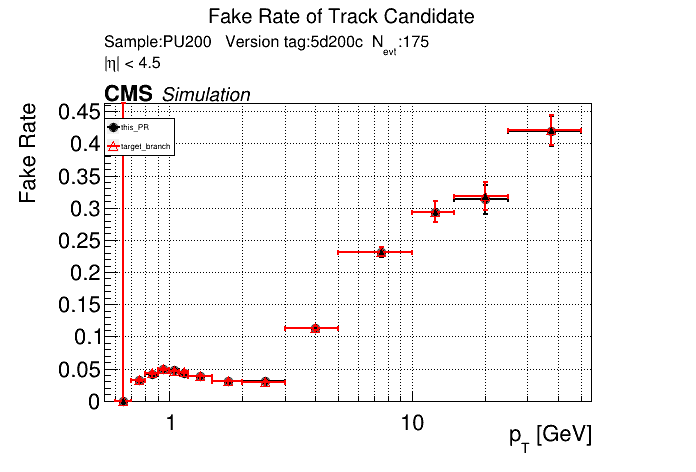 Fake Rate of Track Candidate
Sample:PU200 Version tag:5d200c N_evt:175
|η| < 4.5
CMS Simulation
Fake Rate
0.45
0.4
0.35
0.3
0.25
0.2
0.15
0.1
0.05
0
this_PR
target_branch
1
10
p_T [GeV]